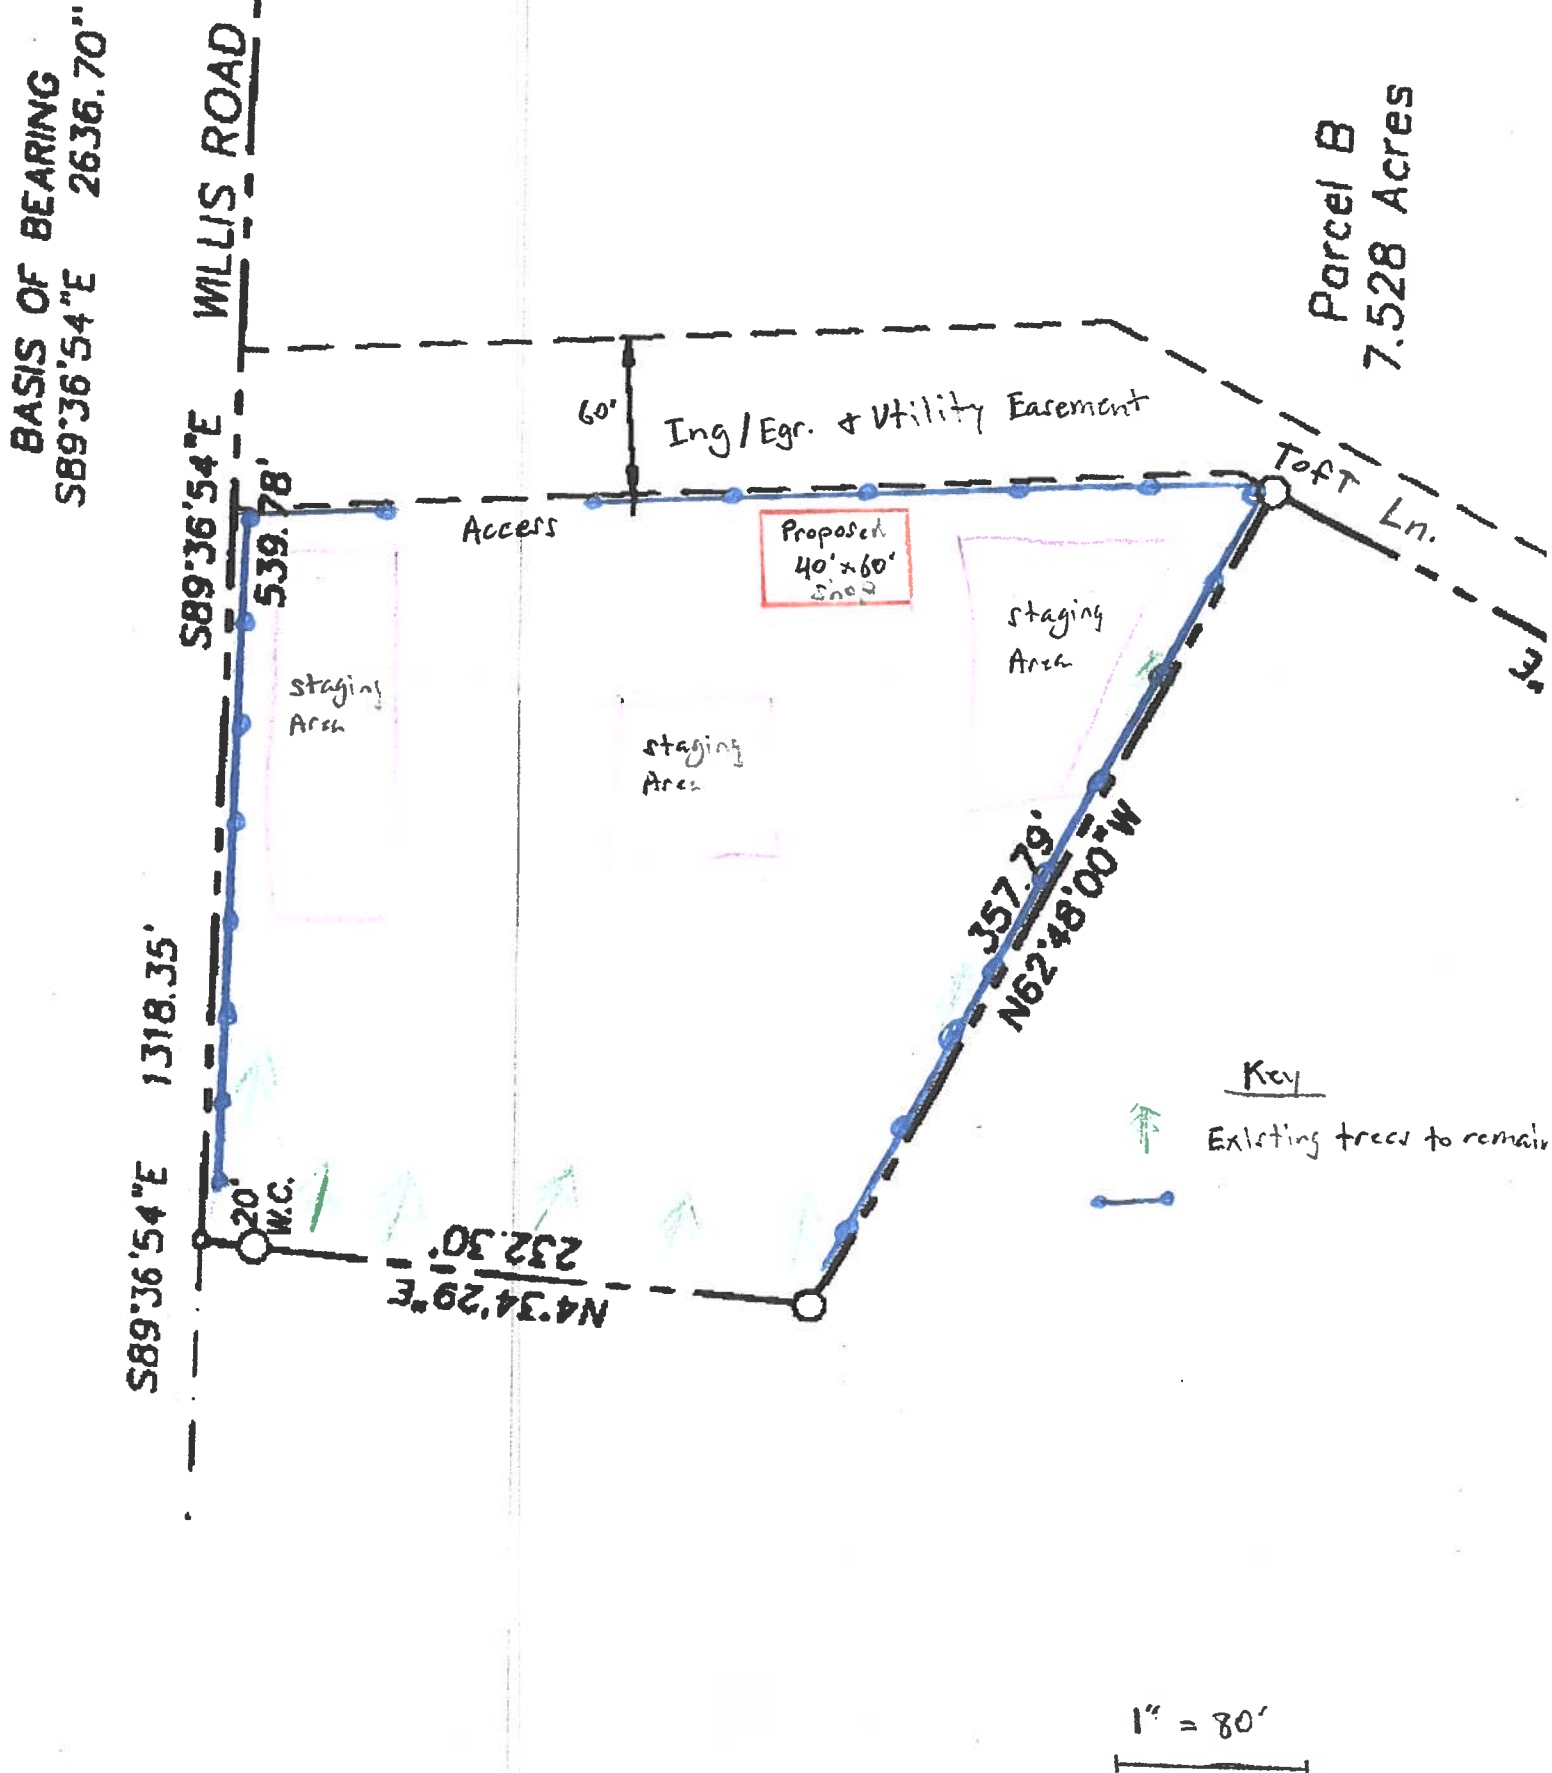 BASIS OF BEARING
S89°36'54"E 2636.70"
WILLIS ROAD
S89°36'54"E
539.78'
60'
Ing/Egr. & Utility Easement
Toft Ln.
Parcel B
7.528 Acres
Access
Proposed
40'x60'
Shop
staging
Area
staging
Area
staging
Area
357.79'
N62°48'00"W
S89°36'54"E 1318.35'
20'
W.C.
232.30'
N4°34'29"E
Key
Existing trees to remain
1" = 80'